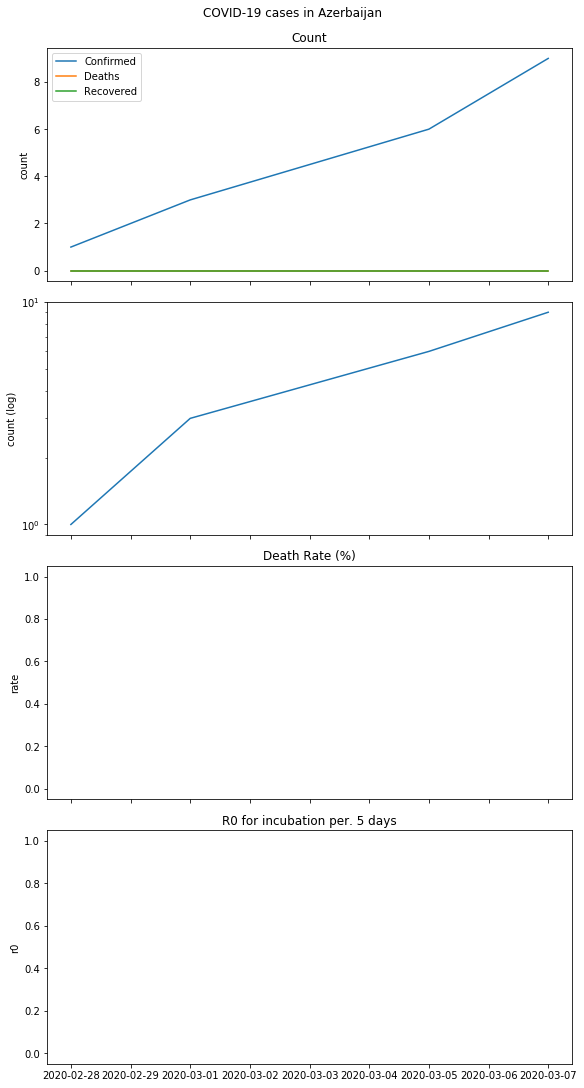 COVID-19 cases in Azerbaijan
Count
Confirmed
Deaths
Recovered
8
6
4
2
0
count
10¹
10⁰
count (log)
Death Rate (%)
1.0
0.8
0.6
0.4
0.2
0.0
rate
R0 for incubation per. 5 days
1.0
0.8
0.6
0.4
0.2
0.0
r0
2020-02-28 2020-02-29 2020-03-01 2020-03-02 2020-03-03 2020-03-04 2020-03-05 2020-03-06 2020-03-07